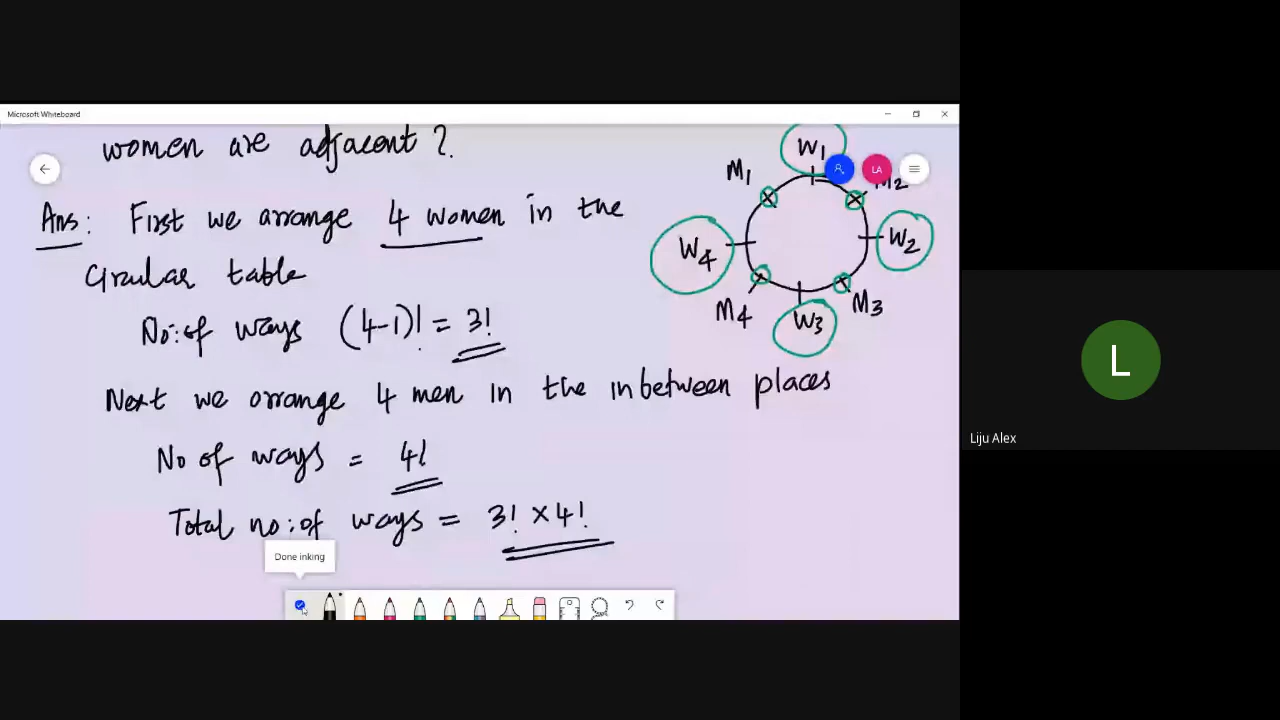 Microsoft Whiteboard
women are adjacent ?
Ans: First we arrange 4 women in the
Circular table
No: of ways (4-1)! = 3!
Next we arrange 4 men in the inbetween places
No of ways = 4!
Total no: of ways = 3! × 4!
W1
M1
M2
LA
W4
W2
M4
W3
M3
Done inking
L
Liju Alex